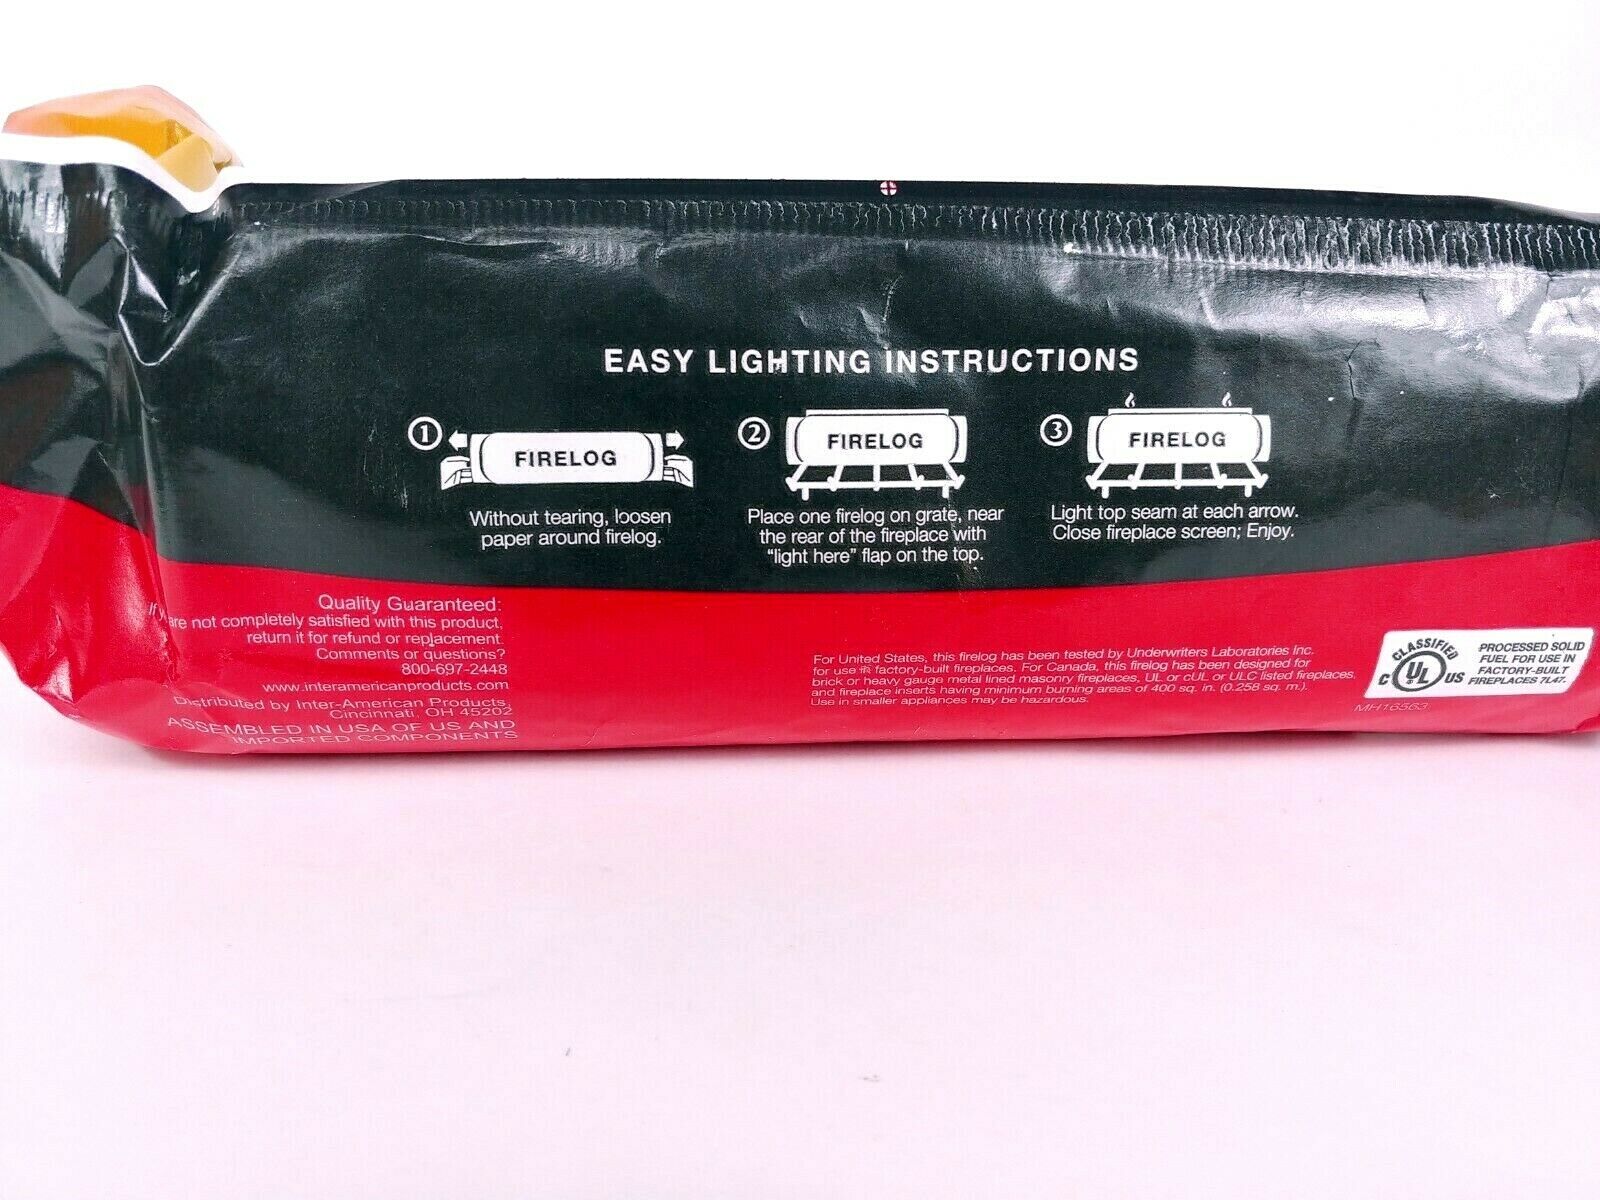 EASY LIGHTING INSTRUCTIONS
1
FIRELOG
Without tearing, loosen
paper around firelog.
2
FIRELOG
Place one firelog on grate, near
the rear of the fireplace with
"light here" flap on the top.
3
FIRELOG
Light top seam at each arrow.
Close fireplace screen; Enjoy.
Quality Guaranteed:
If are not completely satisfied with this product,
return it for refund or replacement.
Comments or questions?
800-697-2448
www.interamericanproducts.com
Distributed by Inter-American Products,
Cincinnati, OH 45202
ASSEMBLED IN USA OF US AND
IMPORTED COMPONENTS
For United States, this firelog has been tested by Underwriters Laboratories Inc.
for use in factory-built fireplaces. For Canada, this firelog has been designed for
brick or heavy gauge metal lined masonry fireplaces, UL or cUL or ULC listed fireplaces,
and fireplace inserts having minimum burning areas of 400 sq. in. (0.258 sq. m.).
Use in smaller appliances may be hazardous.
CLASSIFIED
C UL US
®
PROCESSED SOLID
FUEL FOR USE IN
FACTORY-BUILT
FIREPLACES 7L47.
MH16563